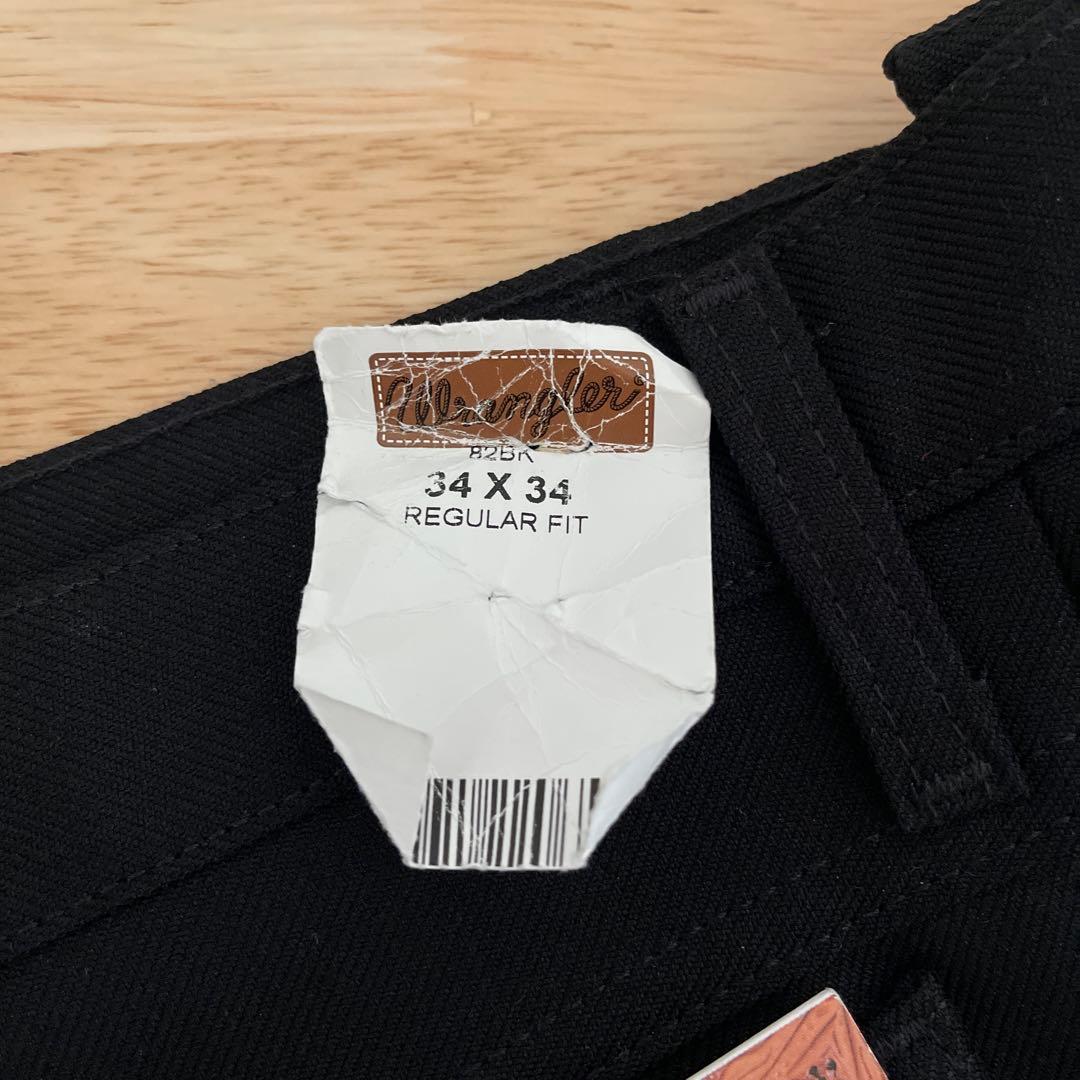 Wrangler®
82BK
34 X 34
REGULAR FIT